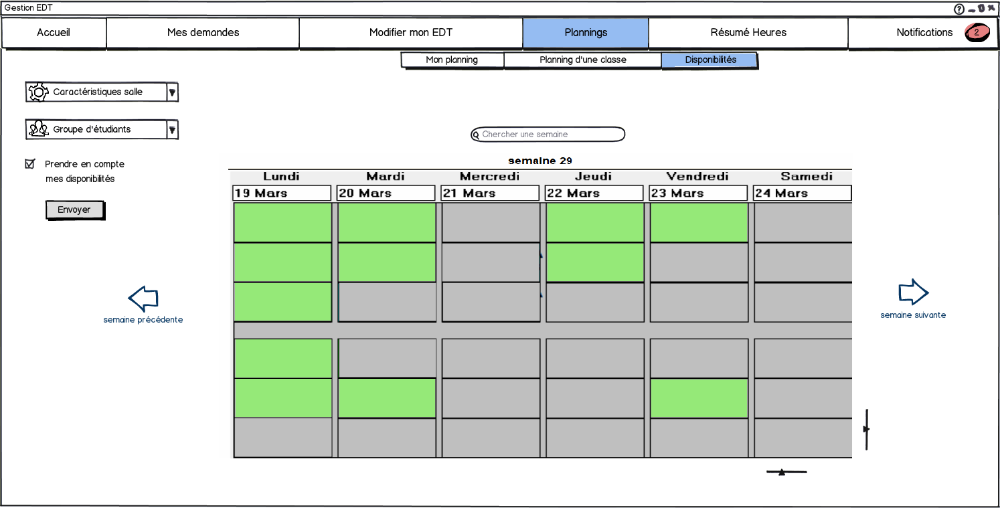 Gestion EDT
?
Accueil
Mes demandes
Modifier mon EDT
Plannings
Résumé Heures
Notifications
2
Mon planning
Planning d'une classe
Disponibilités
Caractéristiques salle
Groupe d'étudiants
Prendre en compte
mes disponibilités
Envoyer
Chercher une semaine
semaine 29
Lundi
Mardi
Mercredi
Jeudi
Vendredi
Samedi
19 Mars
20 Mars
21 Mars
22 Mars
23 Mars
24 Mars
semaine précédente
semaine suivante